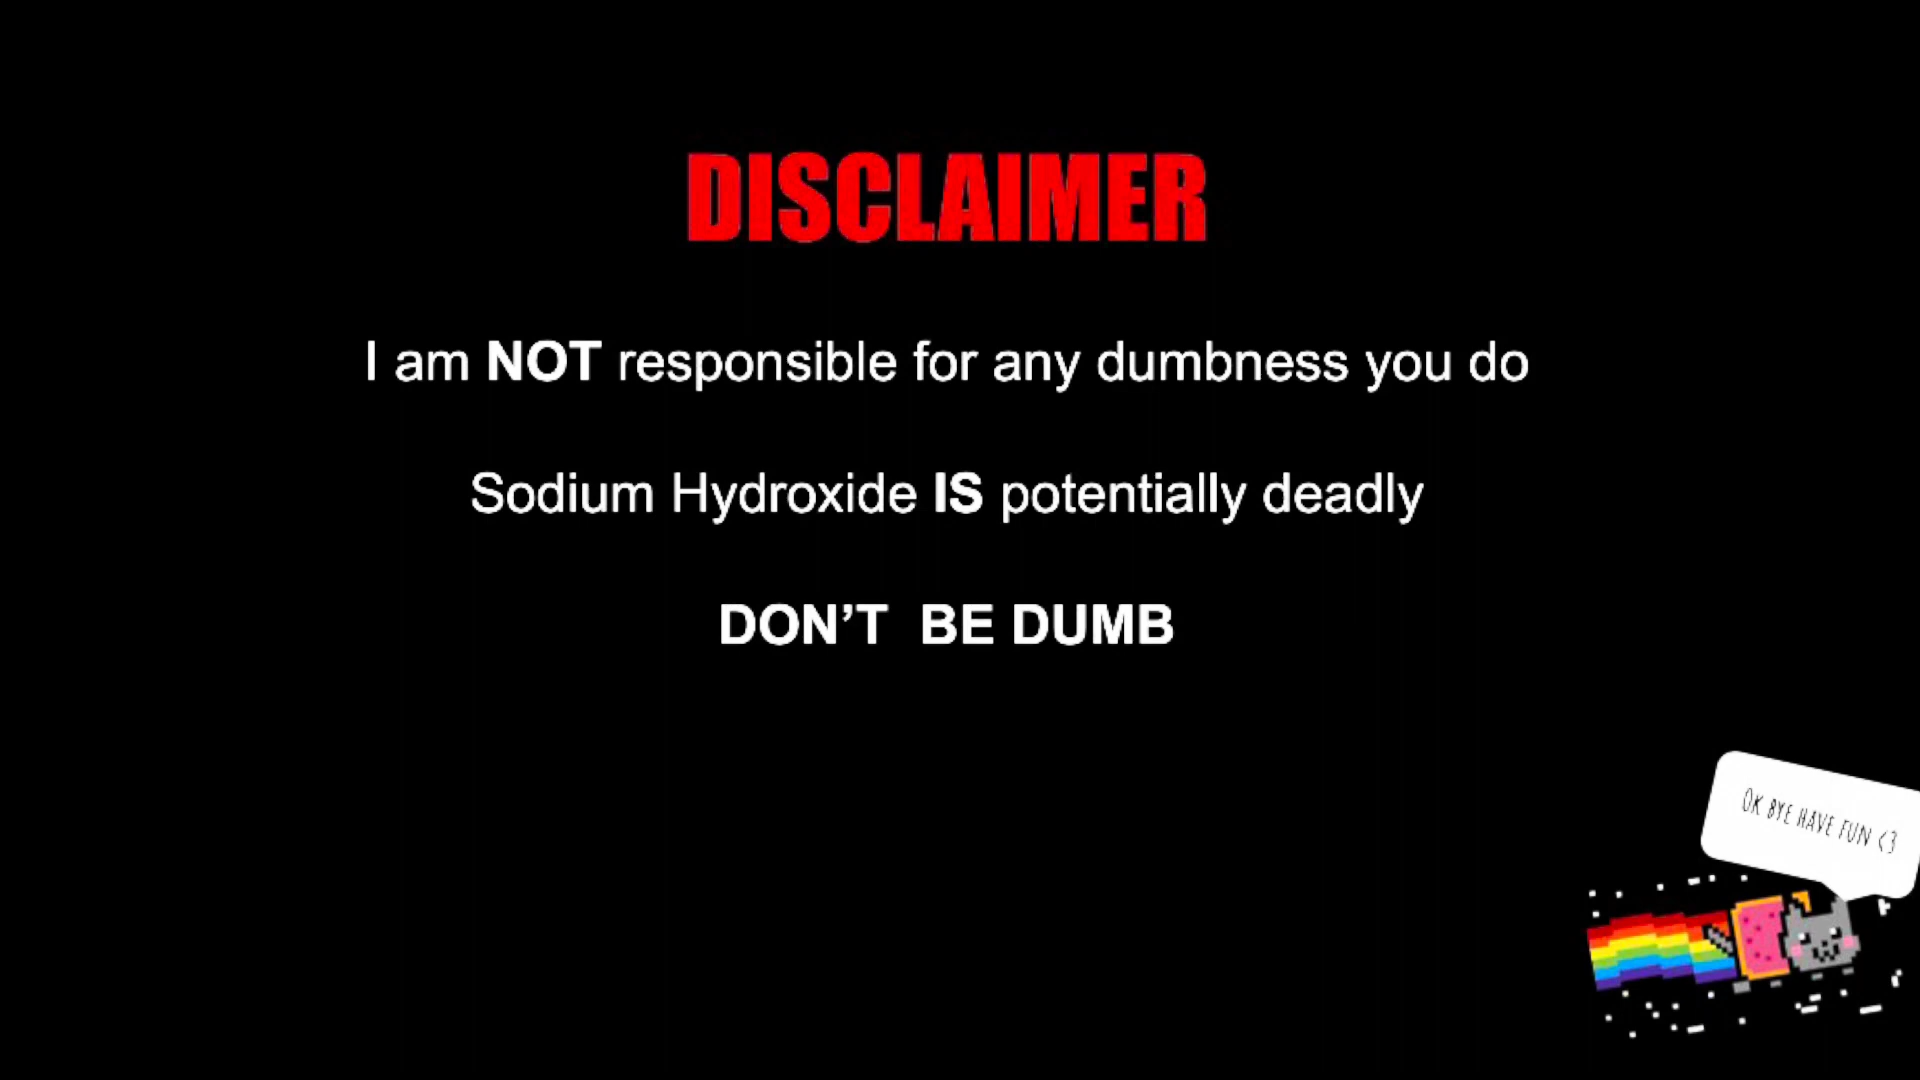 DISCLAIMER
I am NOT responsible for any dumbness you do
Sodium Hydroxide IS potentially deadly
DON’T  BE DUMB
OK BYE HAVE FUN <3